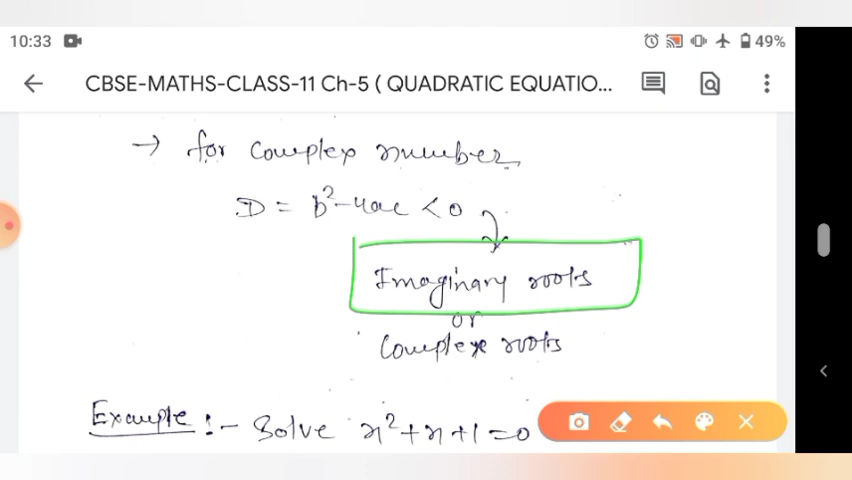 10:33 49%
CBSE-MATHS-CLASS-11 Ch-5 ( QUADRATIC EQUATIO...
→ for complex number
D = b²-4ac < 0
Imaginary roots
or
complex roots
Example :- Solve x²+x+1=0